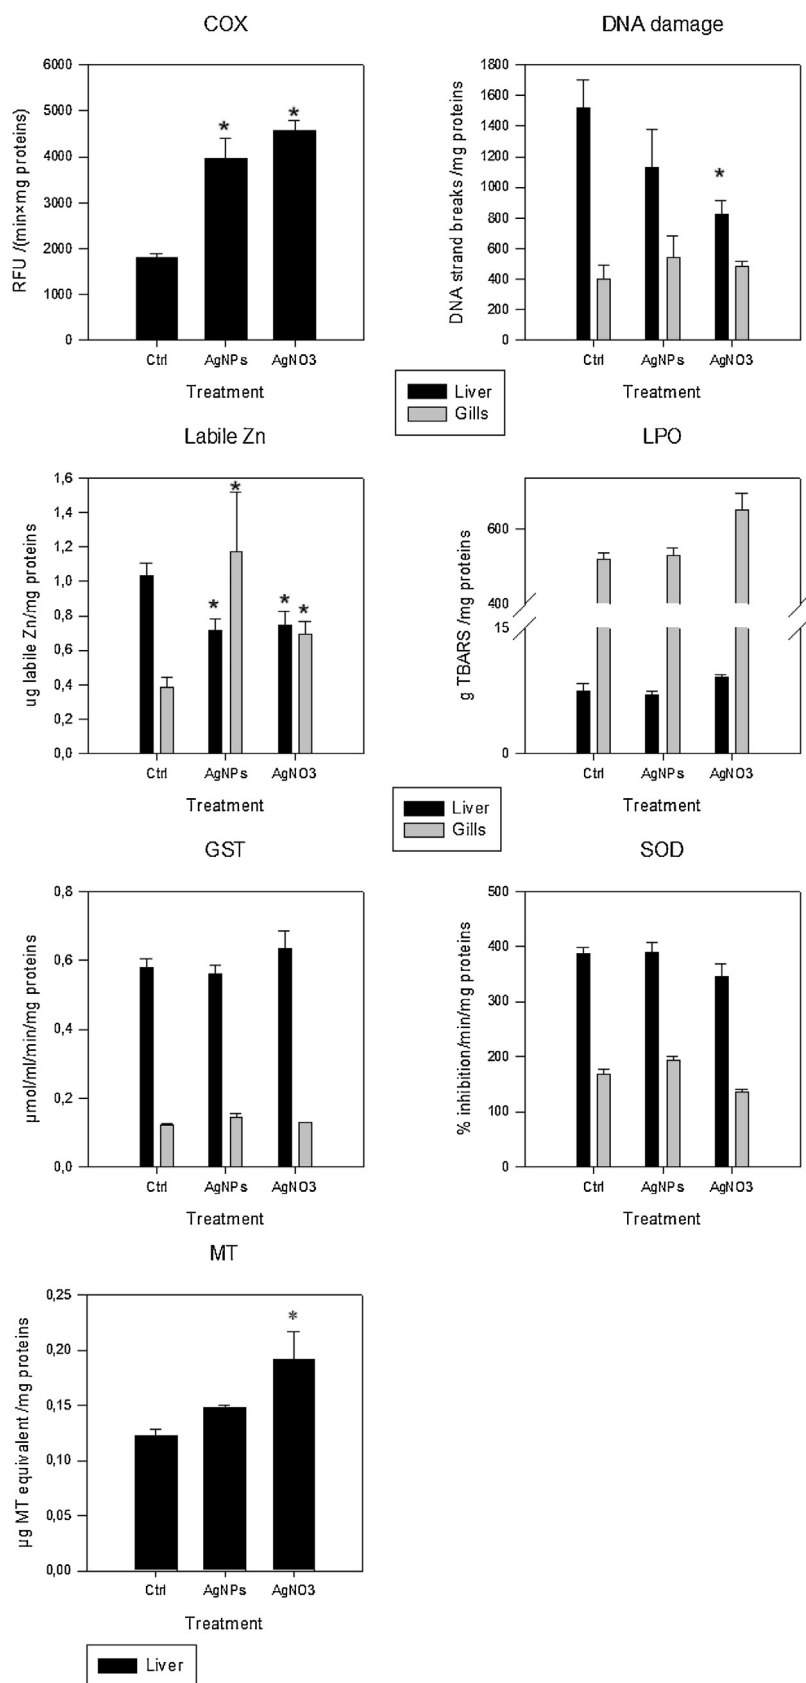 COX
RFU /(min×mg proteins)
6000
5000
4000
3000
2000
1000
0
*
*
Ctrl AgNPs AgNO3
Treatment
DNA damage
DNA strand breaks /mg proteins
1800
1600
1400
1200
1000
800
600
400
200
0
*
Ctrl AgNPs AgNO3
Treatment
Liver
Gills
Labile Zn
ug labile Zn/mg proteins
1,6
1,4
1,2
1,0
0,8
0,6
0,4
0,2
0,0
*
*
*
*
Ctrl AgNPs AgNO3
Treatment
LPO
g TBARS /mg proteins
600
400
15
0
Ctrl AgNPs AgNO3
Treatment
Liver
Gills
GST
µmol/ml/min/mg proteins
0,8
0,6
0,4
0,2
0,0
Ctrl AgNPs AgNO3
Treatment
SOD
% inhibition/min/mg proteins
500
400
300
200
100
0
Ctrl AgNPs AgNO3
Treatment
MT
µg MT equivalent /mg proteins
0,25
0,20
0,15
0,10
0,05
0,00
*
Ctrl AgNPs AgNO3
Treatment
Liver